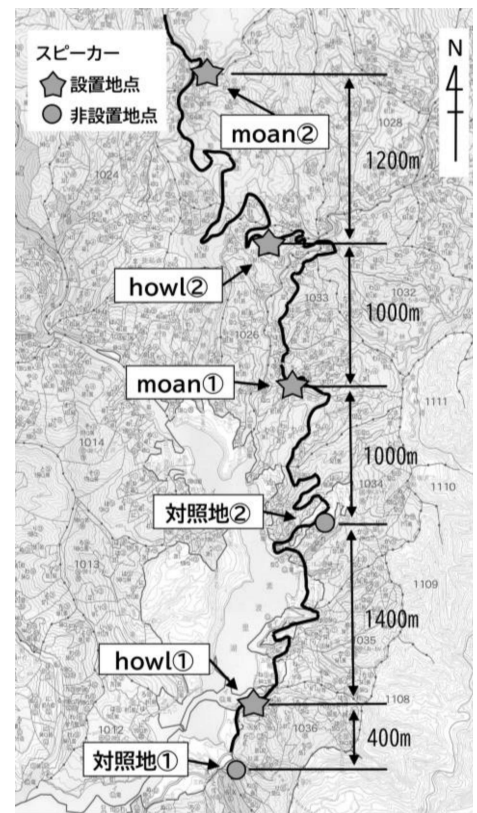 スピーカー
設置地点
非設置地点
N
moan②
1028
1200m
1024
howl②
1033
1032
1000m
1026
moan①
1111
1000m
1014
1034
1110
対照地②
1013
1109
1400m
1035
howl①
1108
1012
1036
400m
対照地①